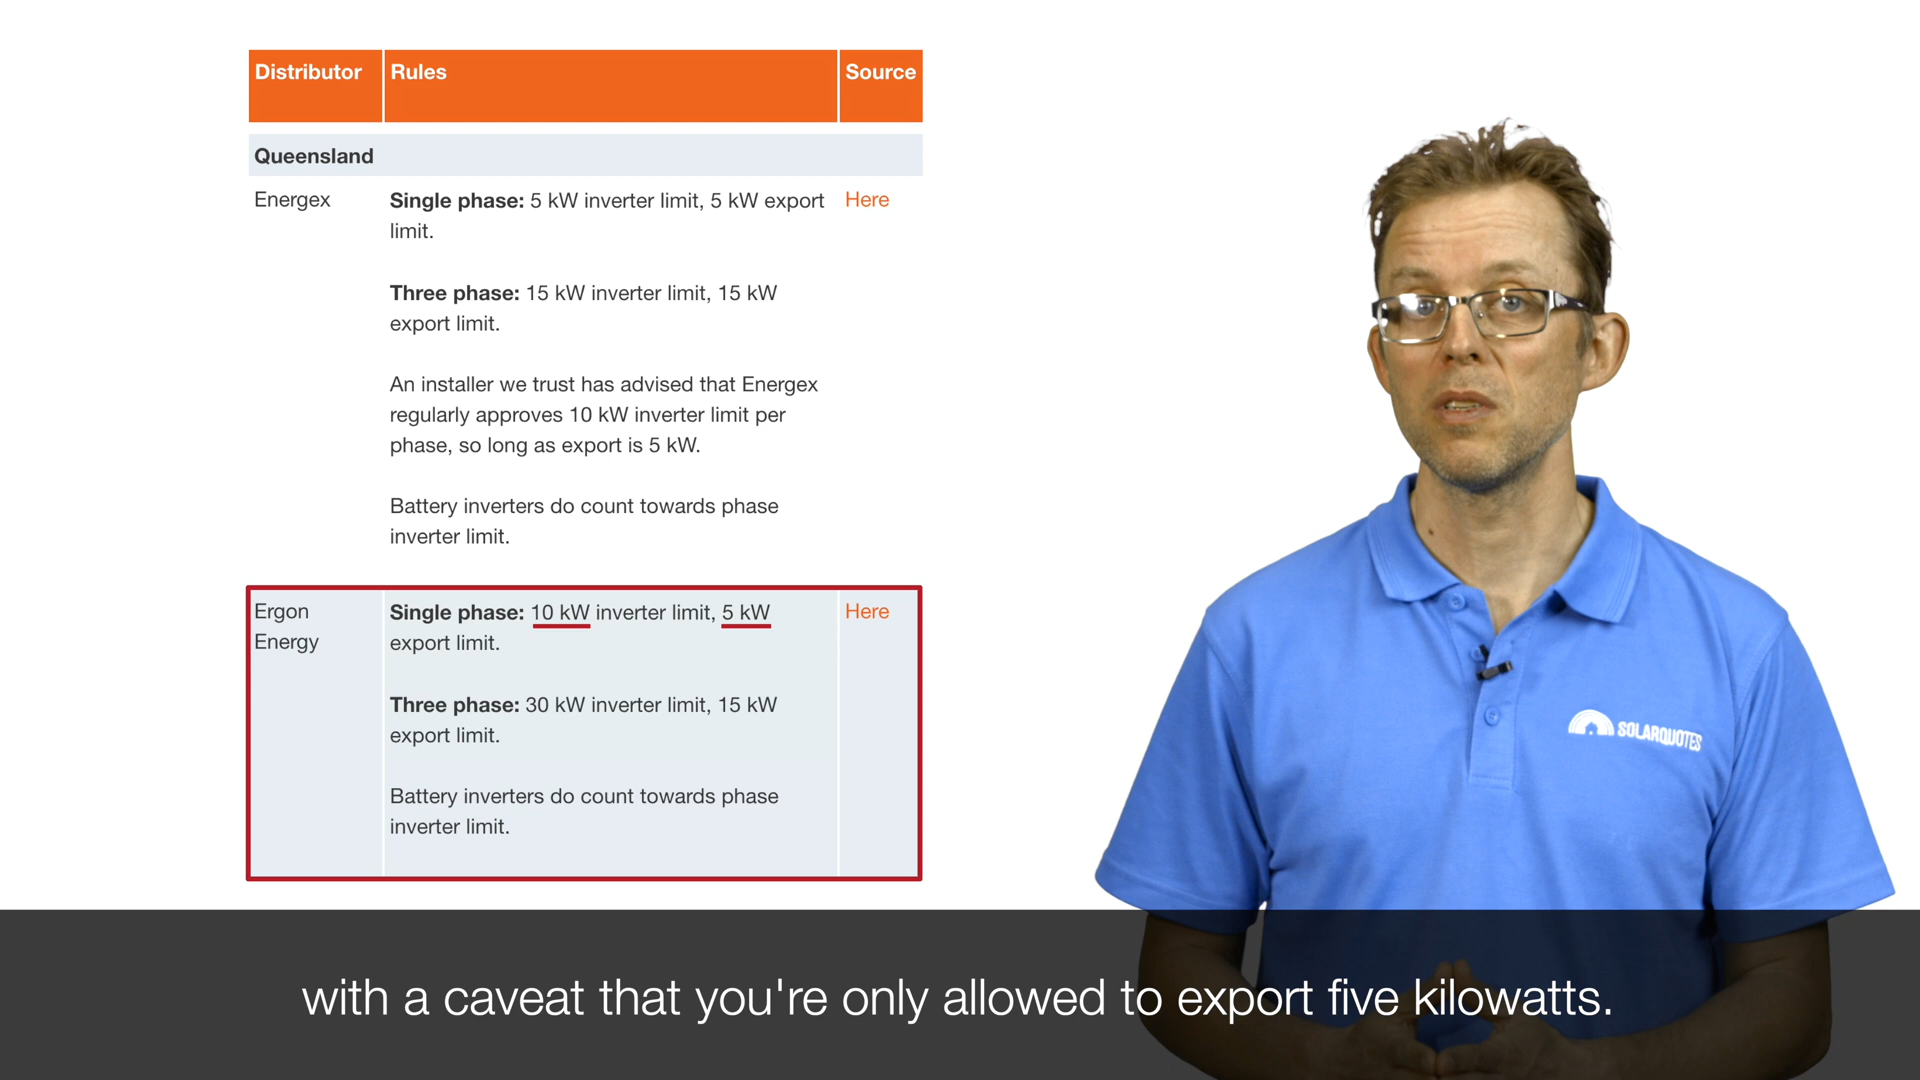 Distributor Rules Source
Queensland
Energex Single phase: 5 kW inverter limit, 5 kW export Here
limit.
Three phase: 15 kW inverter limit, 15 kW
export limit.
An installer we trust has advised that Energex
regularly approves 10 kW inverter limit per
phase, so long as export is 5 kW.
Battery inverters do count towards phase
inverter limit.
Ergon Single phase: 10 kW inverter limit, 5 kW Here
Energy export limit.
Three phase: 30 kW inverter limit, 15 kW
export limit.
Battery inverters do count towards phase
inverter limit.
SOLARQUOTES
with a caveat that you're only allowed to export five kilowatts.